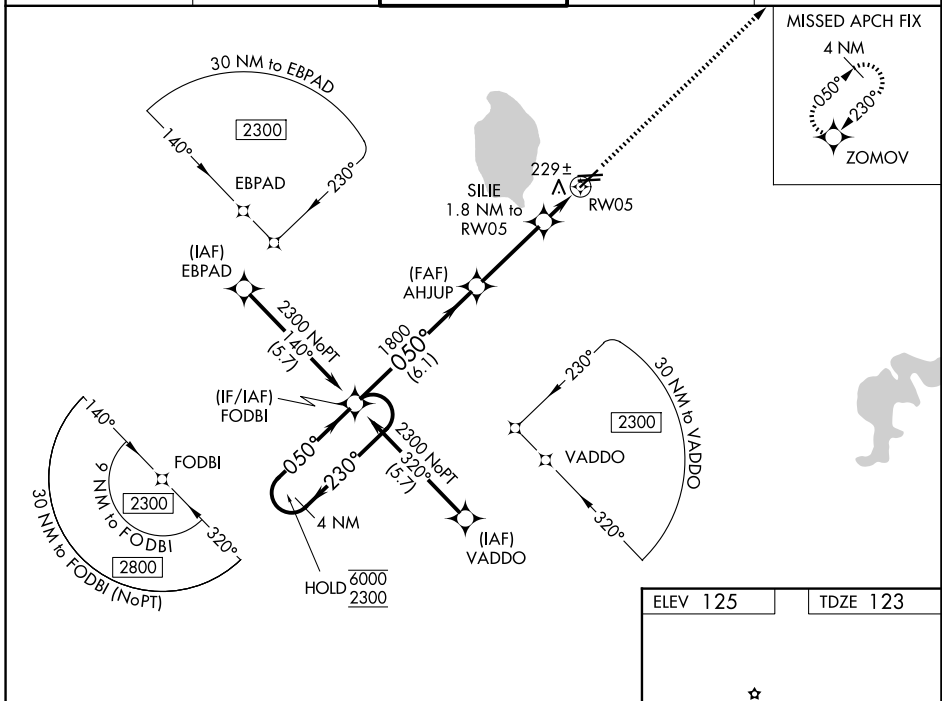 MISSED APCH FIX
4 NM
050°
230°
ZOMOV
30 NM to EBPAD
2300
140°
230°
EBPAD
229±
SILIE
1.8 NM to
RW05
RW05
(IAF)
EBPAD
(FAF)
AHJUP
2300 NoPT
140°
(5.7)
1800
050°
(6.1)
(IF/IAF)
FODBI
050°
230°
4 NM
HOLD 6000
2300
2300 NoPT
320°
(5.7)
(IAF)
VADDO
230°
30 NM to VADDO
2300
VADDO
320°
140°
FODBI
2300
9 NM to FODBI
320°
2800
30 NM to FODBI (NoPT)
ELEV 125
TDZE 123